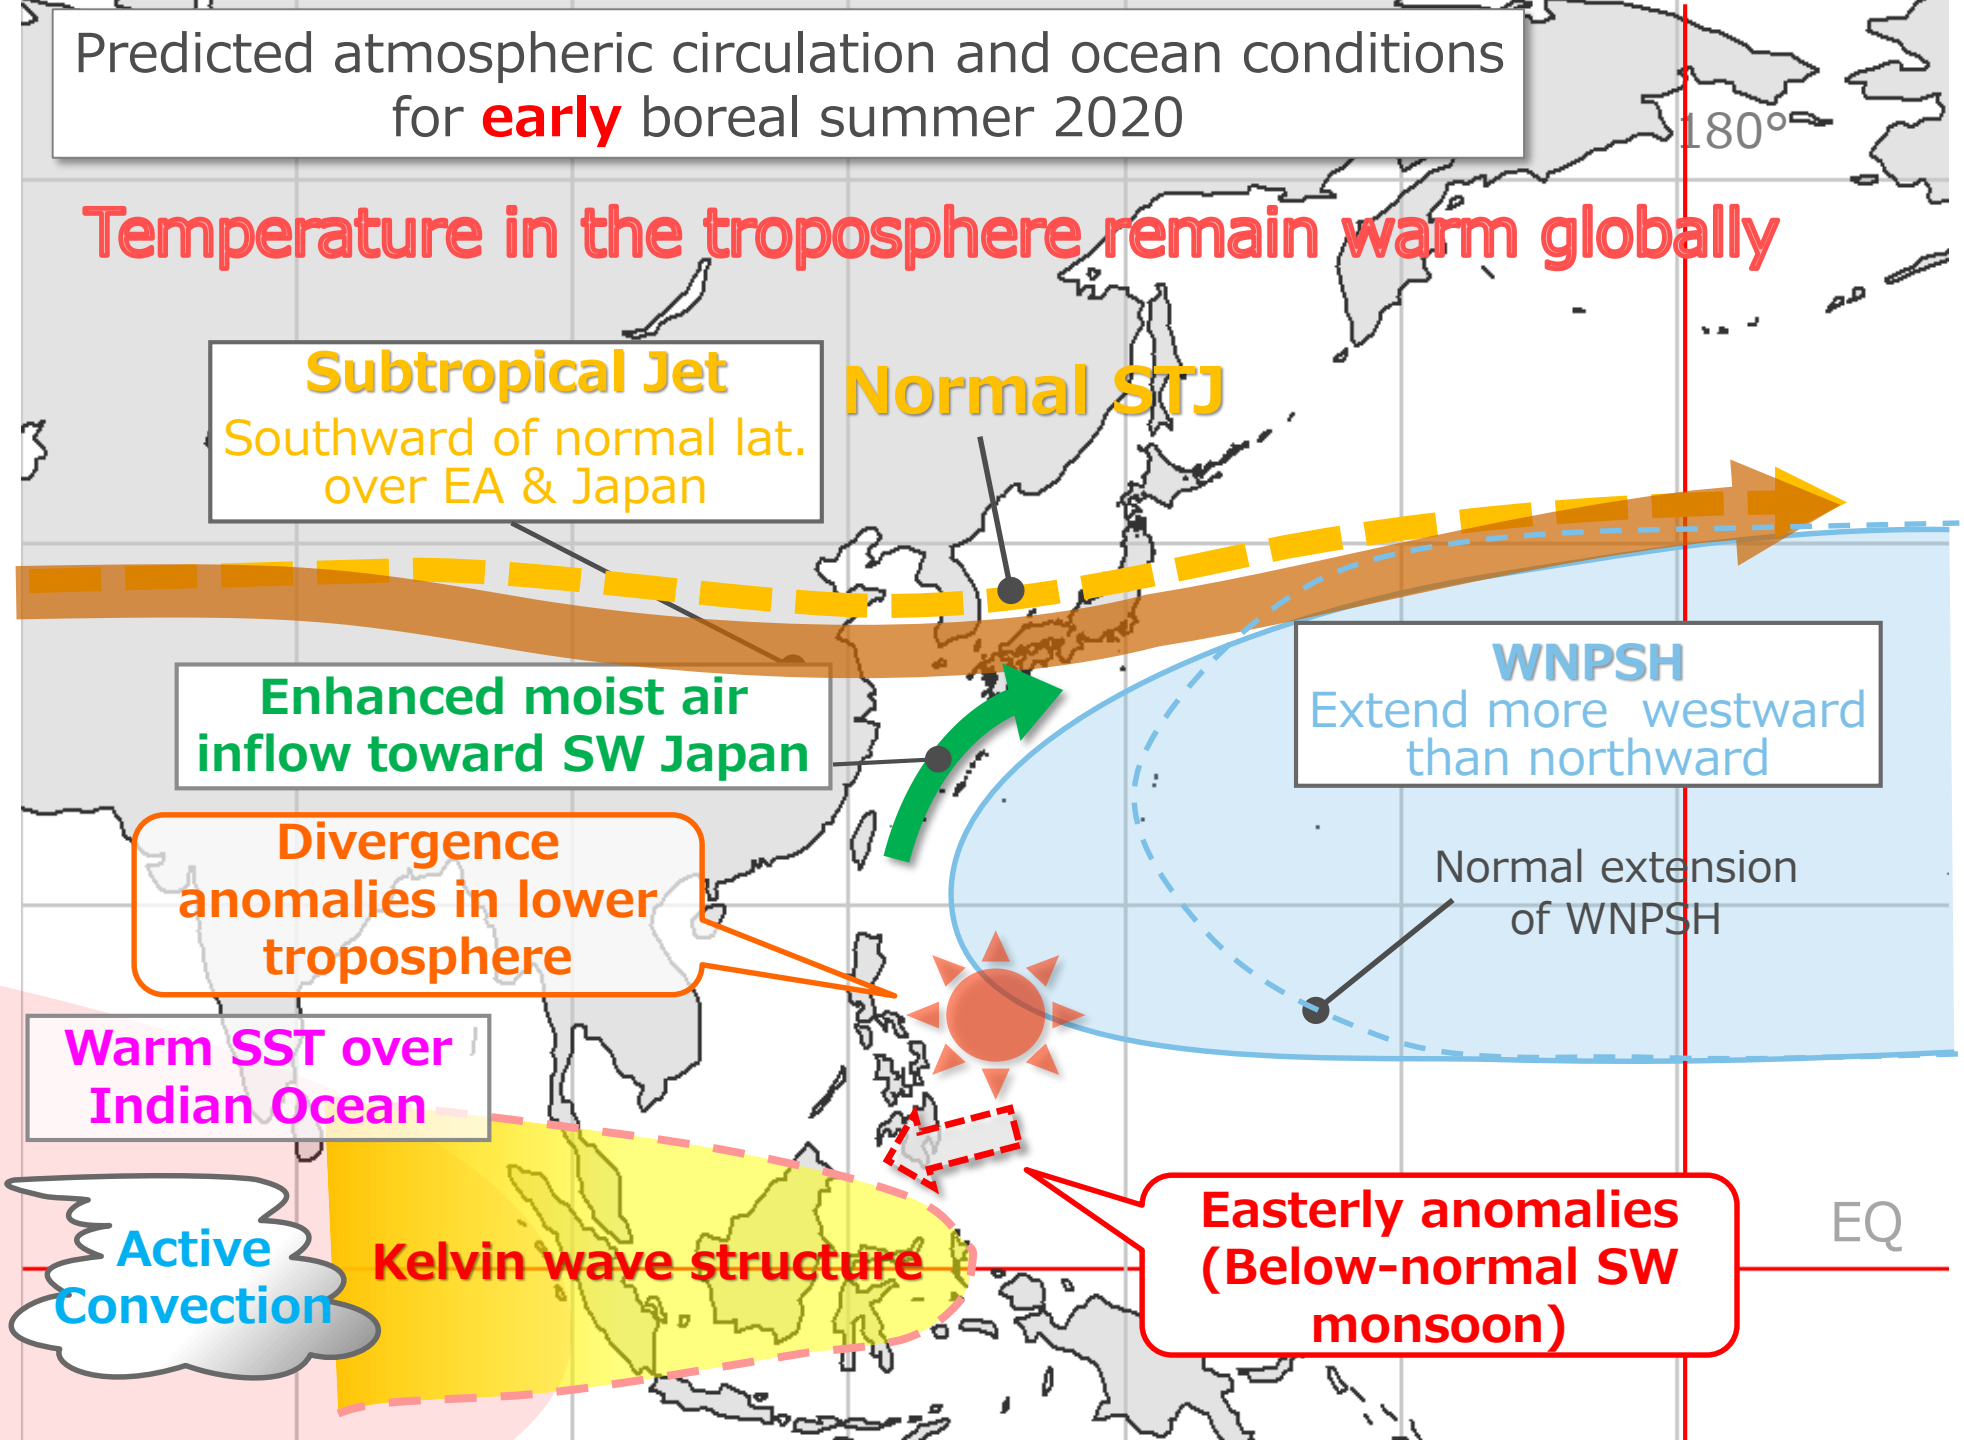 Predicted atmospheric circulation and ocean conditions
for early boreal summer 2020
180°
Temperature in the troposphere remain warm globally
Subtropical Jet
Southward of normal lat.
over EA & Japan
Normal STJ
Enhanced moist air
inflow toward SW Japan
WNPSH
Extend more westward
than northward
Divergence
anomalies in lower
troposphere
Normal extension
of WNPSH
Warm SST over
Indian Ocean
Active
Convection
Kelvin wave structure
Easterly anomalies
(Below-normal SW
monsoon)
EQ